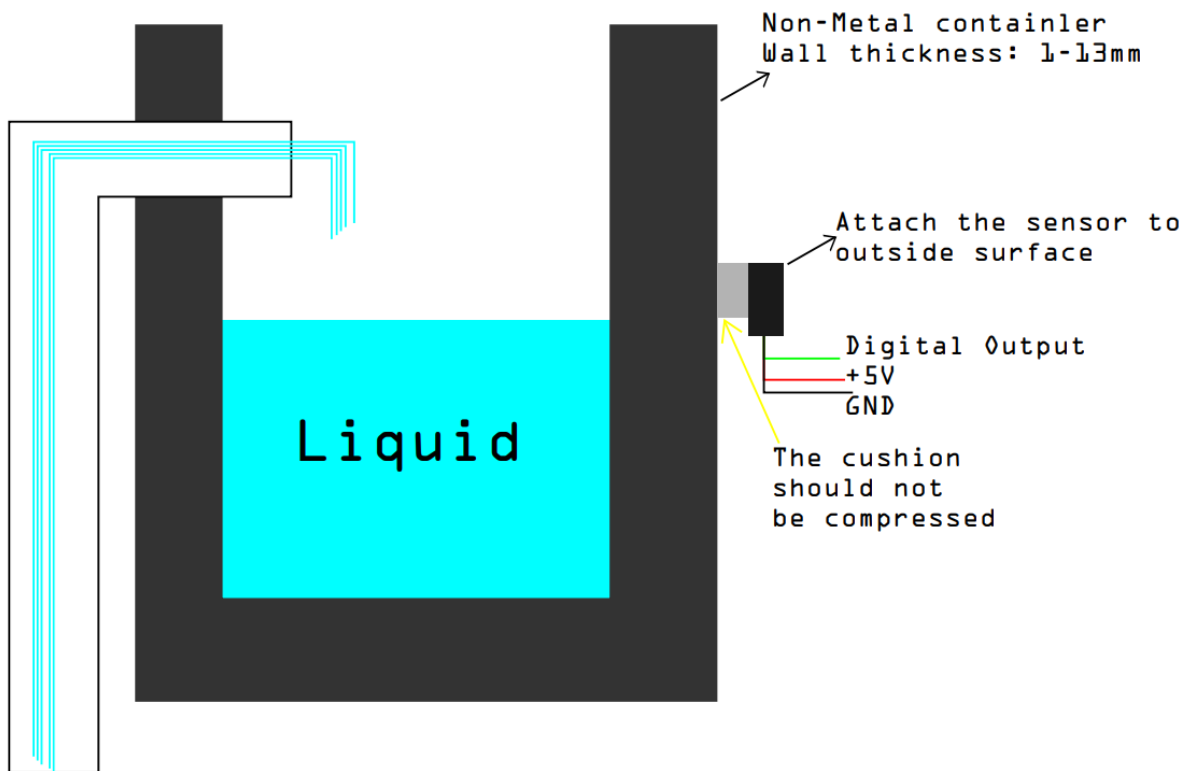 Non-Metal containler
Wall thickness: 1-13mm
Attach the sensor to
outside surface
Digital Output
+5V
GND
Liquid
The cushion
should not
be compressed